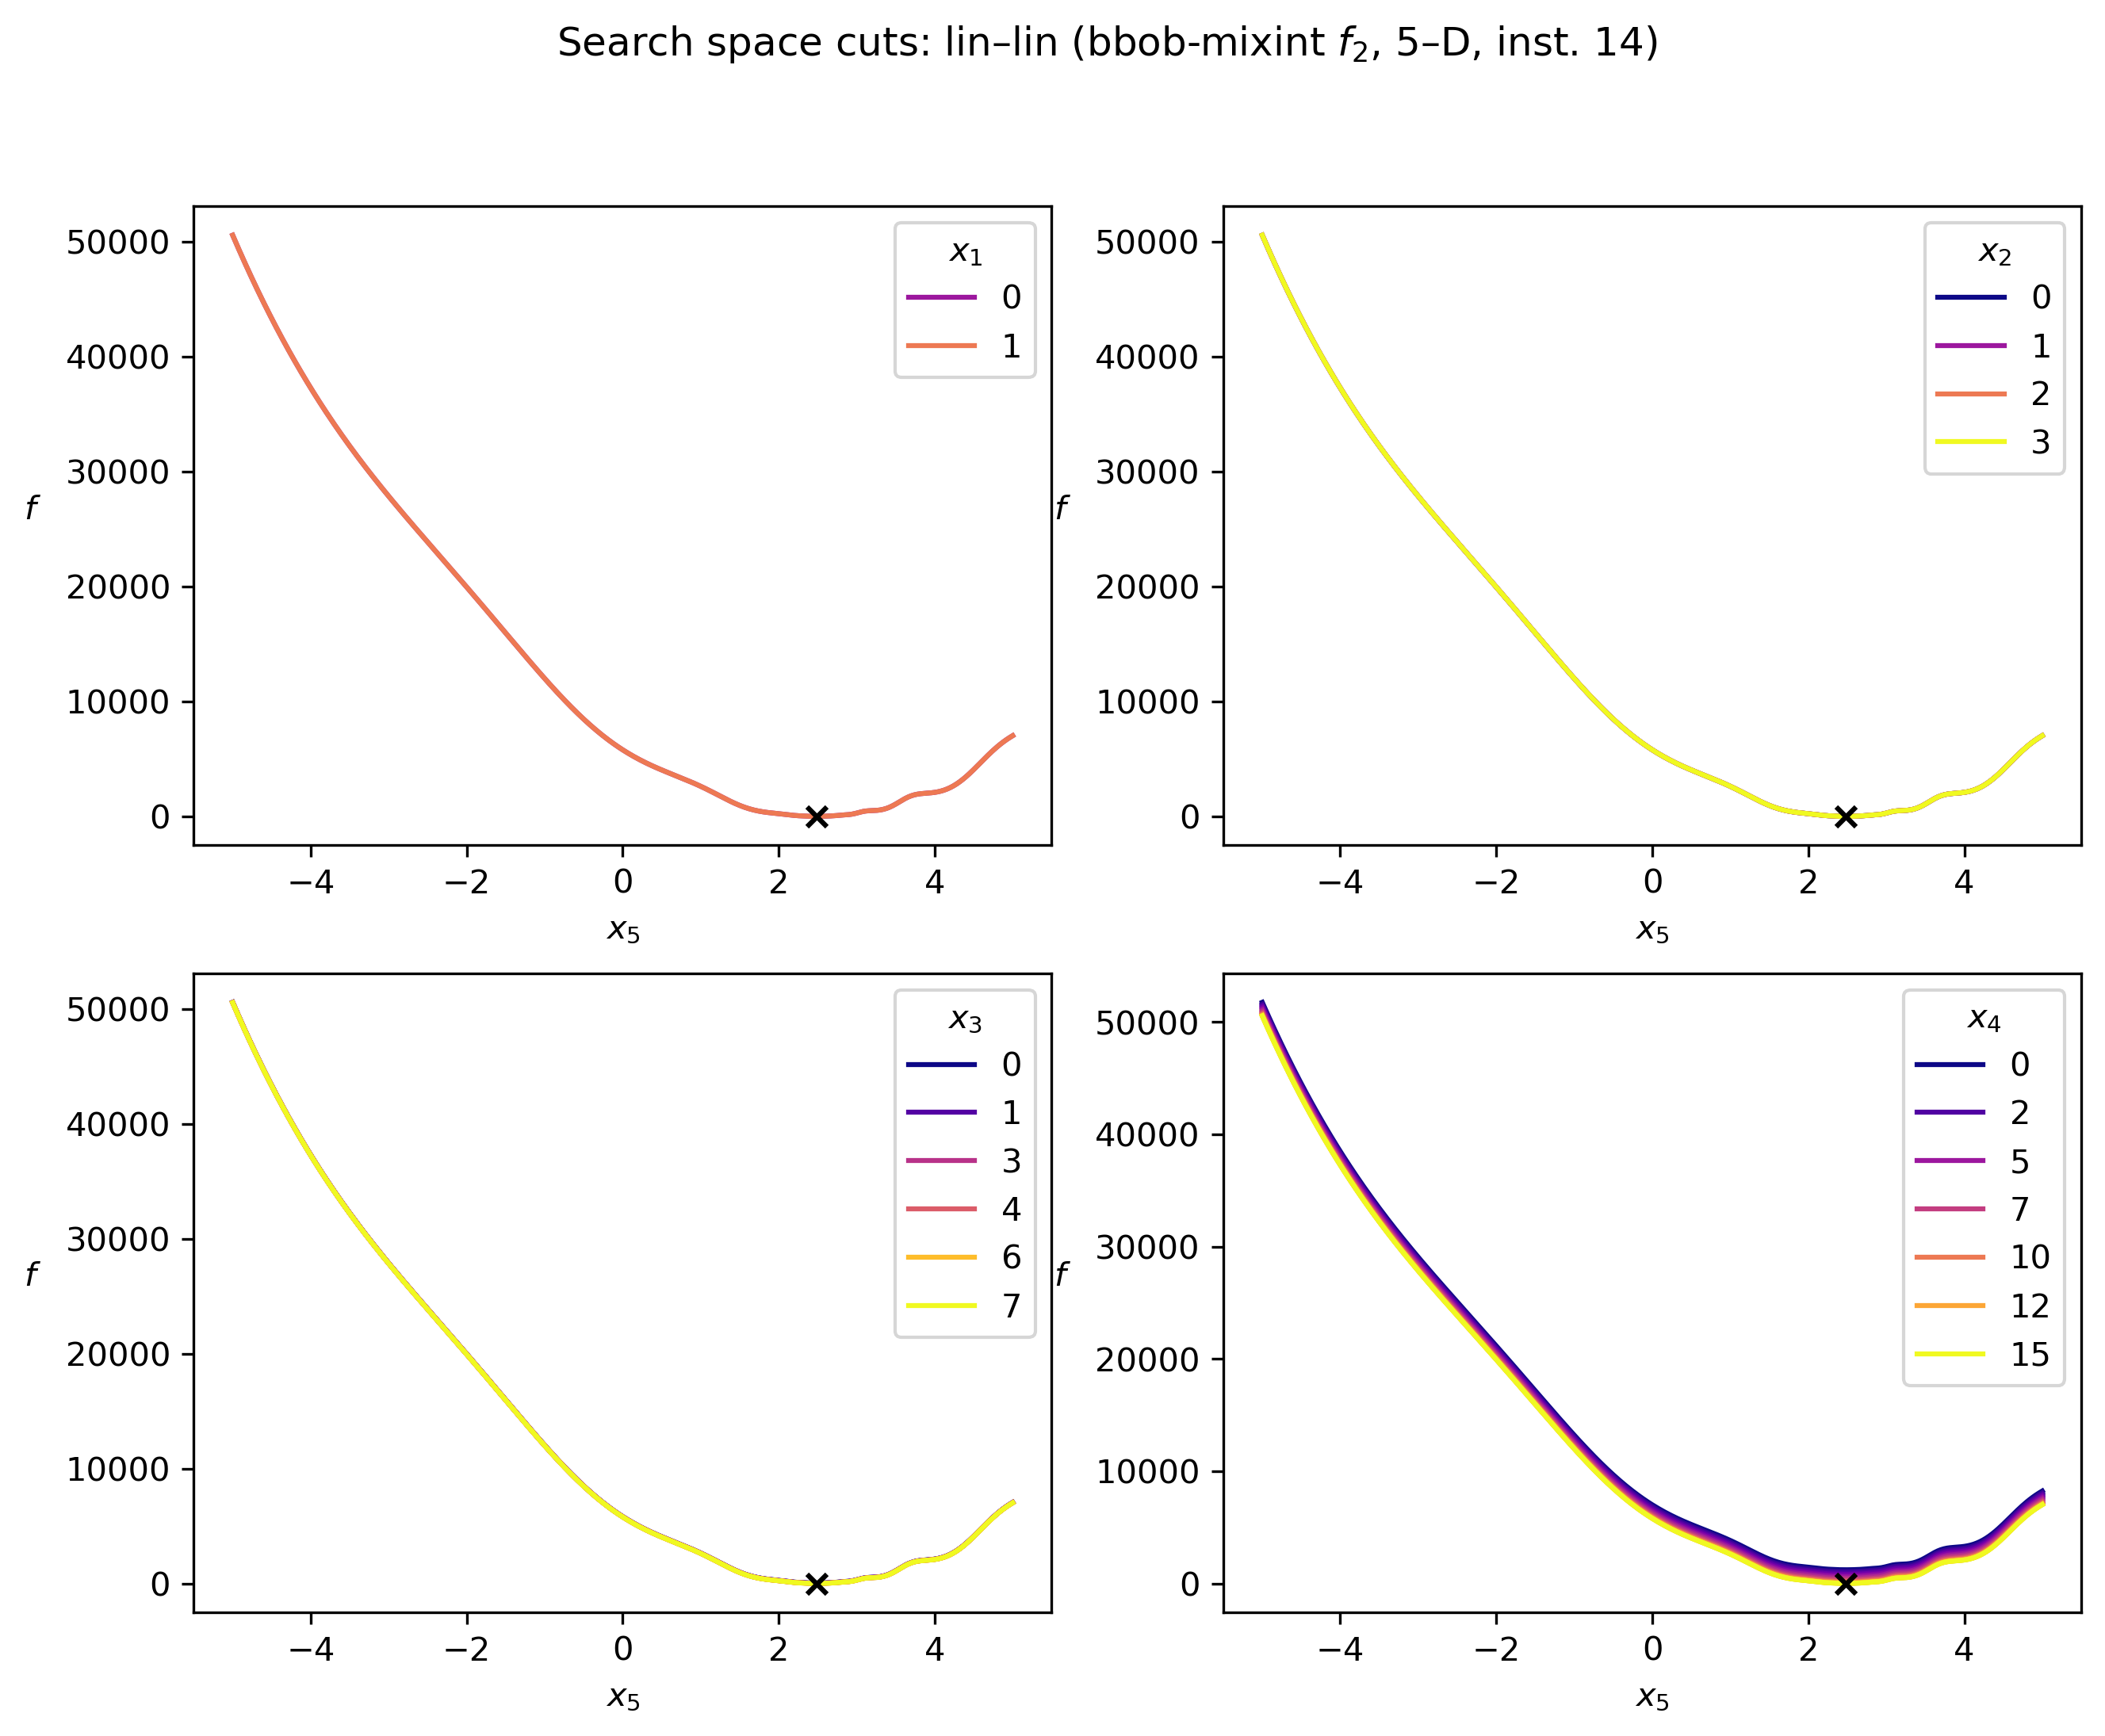 Search space cuts: lin–lin (bbob-mixint f₂, 5–D, inst. 14)
50000
40000
30000
20000
10000
0
f
−4 −2 0 2 4
x₅
x₁
0
1
50000
40000
30000
20000
10000
0
f
−4 −2 0 2 4
x₅
x₂
0
1
2
3
50000
40000
30000
20000
10000
0
f
−4 −2 0 2 4
x₅
x₃
0
1
3
4
6
7
50000
40000
30000
20000
10000
0
f
−4 −2 0 2 4
x₅
x₄
0
2
5
7
10
12
15